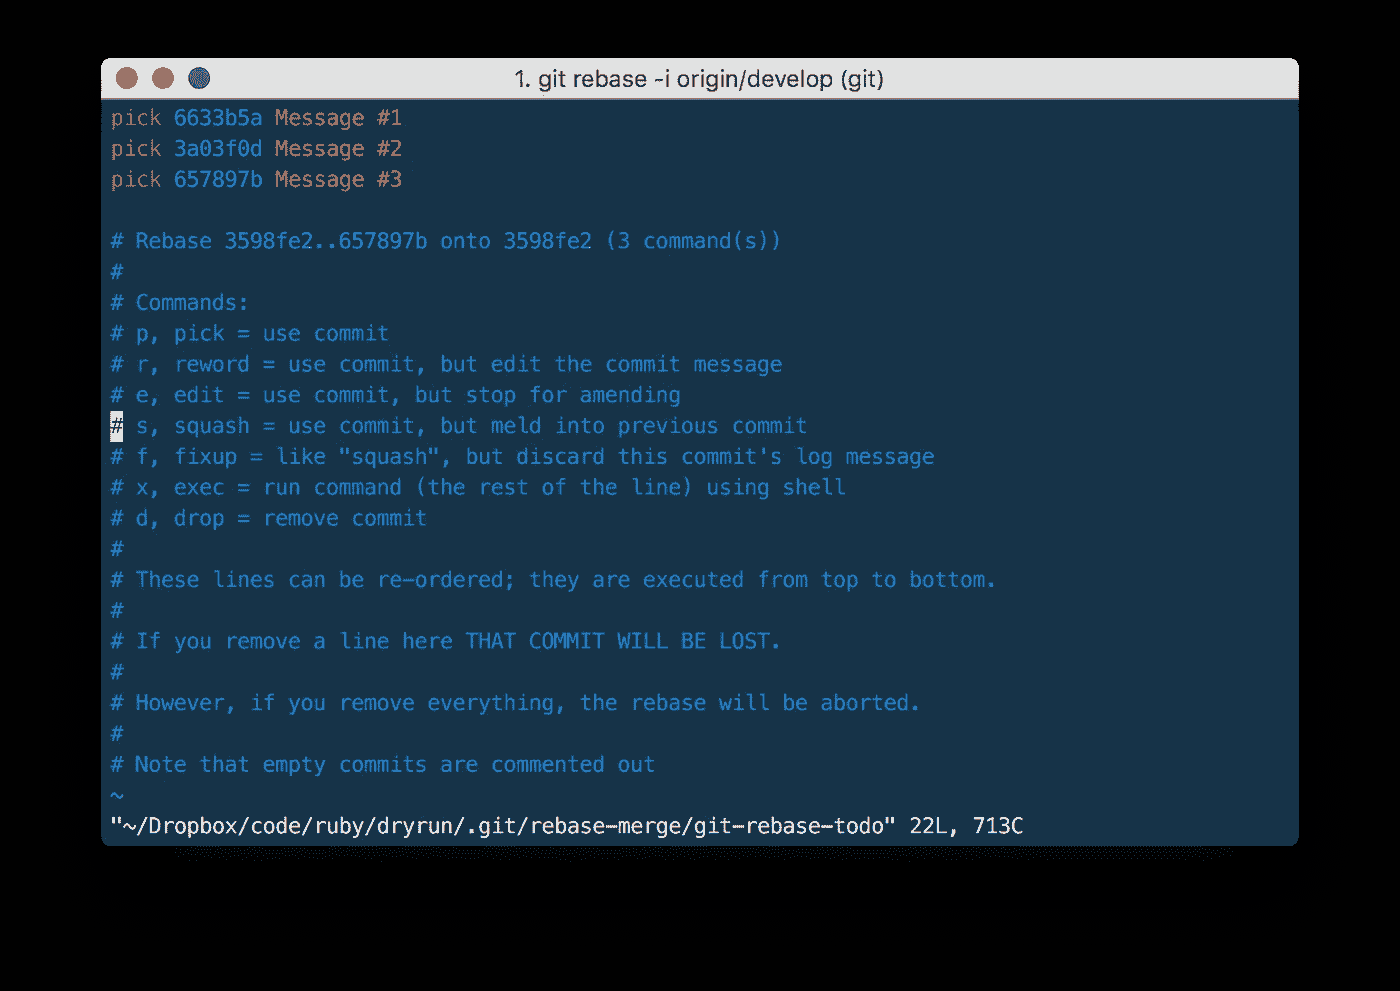 1. git rebase -i origin/develop (git)
pick 6633b5a Message #1
pick 3a03f0d Message #2
pick 657897b Message #3
# Rebase 3598fe2..657897b onto 3598fe2 (3 command(s))
#
# Commands:
# p, pick = use commit
# r, reword = use commit, but edit the commit message
# e, edit = use commit, but stop for amending
# s, squash = use commit, but meld into previous commit
# f, fixup = like "squash", but discard this commit's log message
# x, exec = run command (the rest of the line) using shell
# d, drop = remove commit
#
# These lines can be re-ordered; they are executed from top to bottom.
#
# If you remove a line here THAT COMMIT WILL BE LOST.
#
# However, if you remove everything, the rebase will be aborted.
#
# Note that empty commits are commented out
~
"~/Dropbox/code/ruby/dryrun/.git/rebase-merge/git-rebase-todo" 22L, 713C